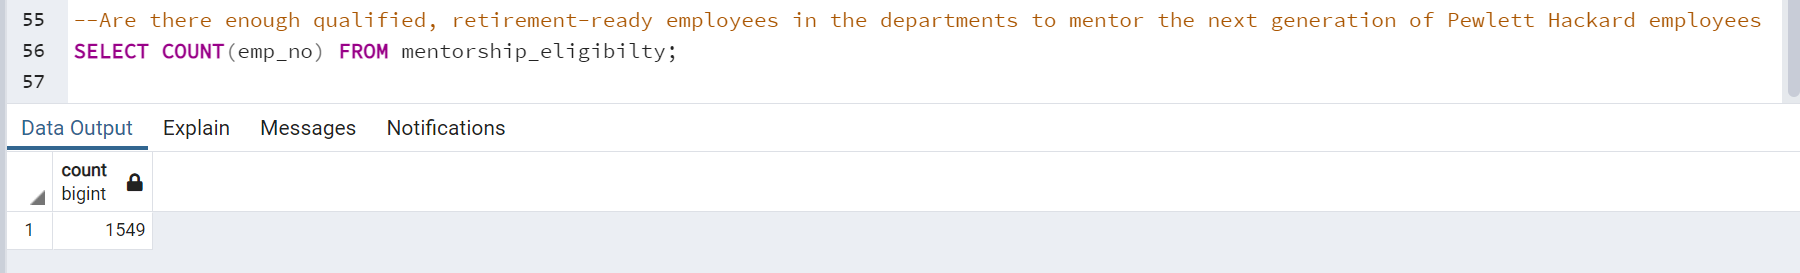 55 --Are there enough qualified, retirement-ready employees in the departments to mentor the next generation of Pewlett Hackard employees
56 SELECT COUNT(emp_no) FROM mentorship_eligibilty;
57
Data Output Explain Messages Notifications
count
bigint
1 1549